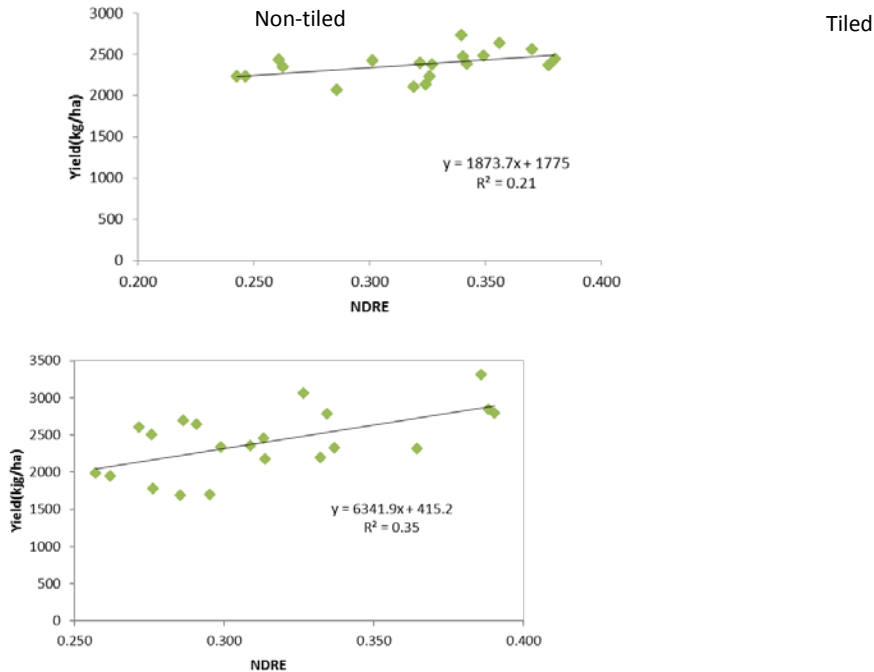 Non-tiled
Tiled
3000
2500
2000
1500
1000
500
0
Yield(kg/ha)
y = 1873.7x + 1775
R² = 0.21
0.200
0.250
0.300
0.350
0.400
NDRE
3500
3000
2500
2000
1500
1000
500
0
Yield(kjg/ha)
y = 6341.9x + 415.2
R² = 0.35
0.250
0.300
0.350
0.400
NDRE